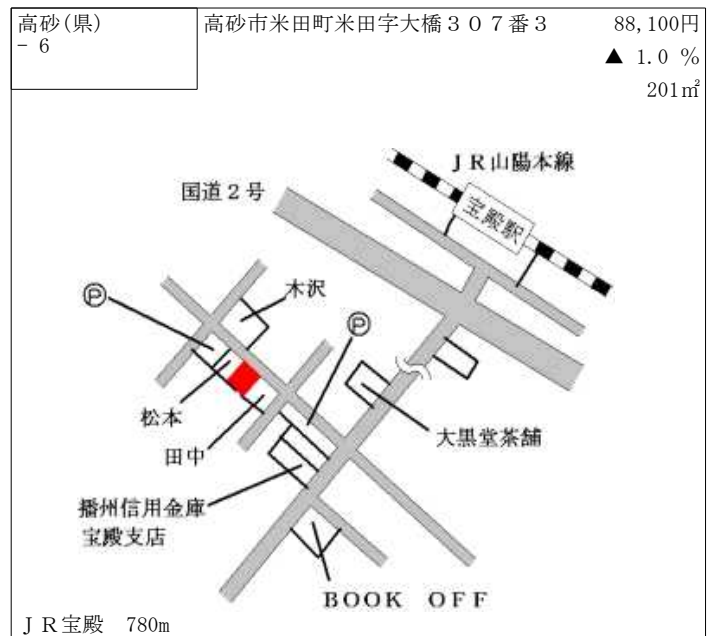 高砂(県)
－ 6
高砂市米田町米田字大橋３０７番３
88,100円
▲ 1.0 %
201㎡
ＪＲ山陽本線
国道２号
宝殿駅
木沢
Ⓟ
Ⓟ
松本
田中
大黒堂茶舗
播州信用金庫
宝殿支店
BOOK OFF
ＪＲ宝殿 780m